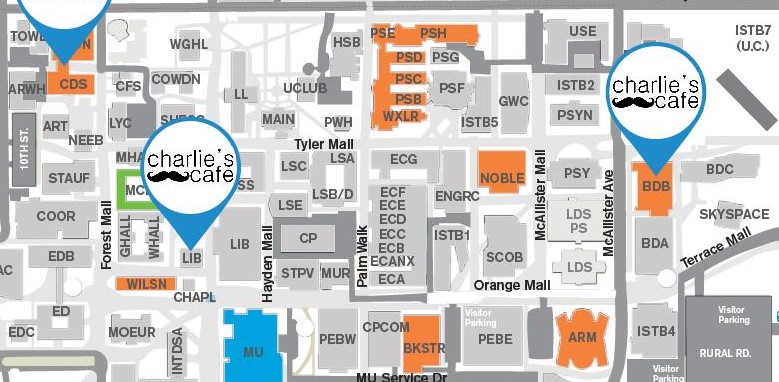 TOWE
N
WGHL
HSB
PSE
PSH
USE
ISTB7
(U.C.)
PSD
PSG
ARWH
CDS
CFS
COWDN
LL
UCLUB
PSC
PSF
GWC
ISTB2
charlie's
cafe
PSB
PSYN
ART
LYC
MAIN
PWH
WXLR
ISTB5
10TH ST.
NEEB
Tyler Mall
charlie's
cafe
MHA
SS
LSC
LSA
ECG
NOBLE
McAllister Mall
PSY
McAllister Ave
BDB
BDC
STAUF
MC
LSB/D
ECF
ENGRC
LSE
ECE
COOR
Forest Mall
GHALL
WHALL
LIB
LIB
Hayden Mall
CP
Palm Walk
ECD
ECC
ECB
ISTB1
LDS
PS
SKYSPACE
BDA
Terrace Mall
AC
EDB
STPV
MUR
ECANX
ECA
SCOB
LDS
WILSN
CHAPL
Orange Mall
ED
EDC
MOEUR
INTDSA
MU
PEBW
CPCOM
BKSTR
Visitor
Parking
PEBE
ARM
ISTB4
Visitor
Parking
RURAL RD.
MU Service Dr
Visitor
Parking